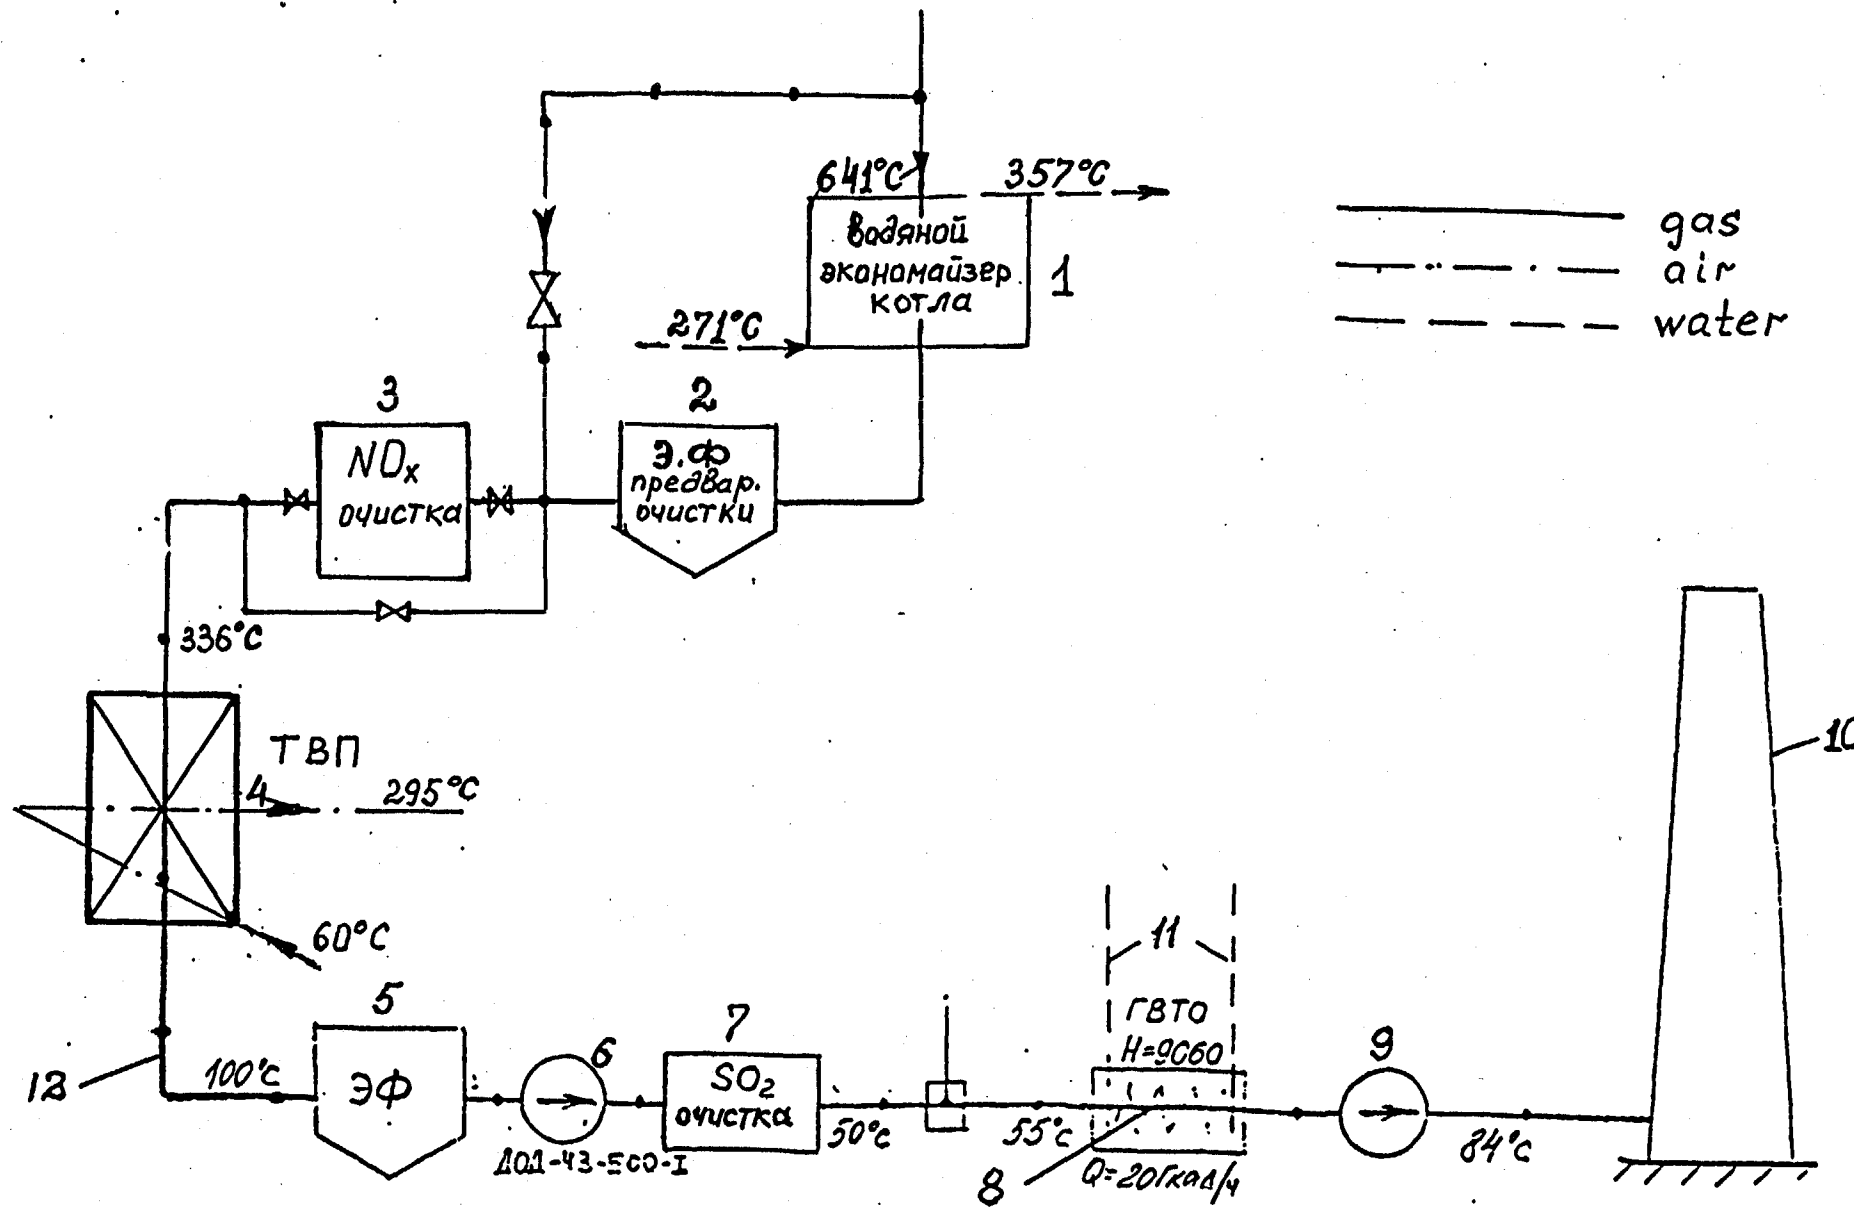 641°C
357°C
водяной
экономайзер
котла
1
271°C
gas
air
water
3
NOx
очистка
2
Э.Ф
предвар.
очистки
336°C
ТВП
4
295°C
60°C
10
11
ГВТО
5
ЭФ
100°C
12
6
7
SO2
очистка
50°C
55°C
8
Q=20Гкал/ч
9
84°C